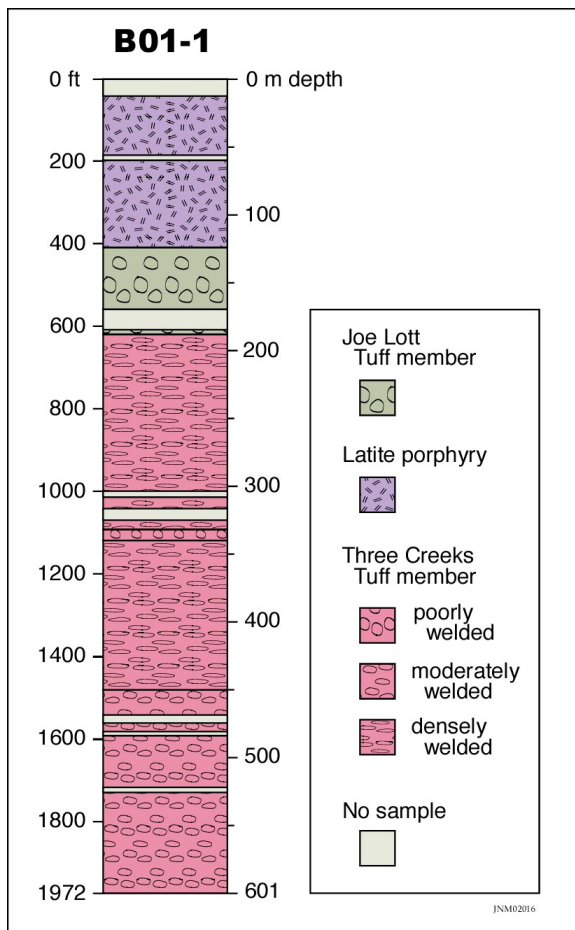 B01-1
0 ft
0 m depth
200
100
400
600
200
800
1000
300
1200
400
1400
1600
500
1800
1972
601
Joe Lott
Tuff member
Latite porphyry
Three Creeks
Tuff member
poorly
welded
moderately
welded
densely
welded
No sample
JNM02016